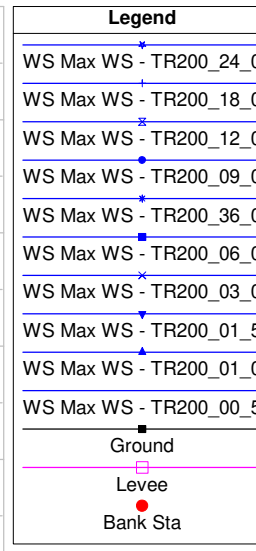 Legend
WS Max WS - TR200_24_0
WS Max WS - TR200_18_0
WS Max WS - TR200_12_0
WS Max WS - TR200_09_0
WS Max WS - TR200_36_0
WS Max WS - TR200_06_0
WS Max WS - TR200_03_0
WS Max WS - TR200_01_5
WS Max WS - TR200_01_0
WS Max WS - TR200_00_5
Ground
Levee
Bank Sta